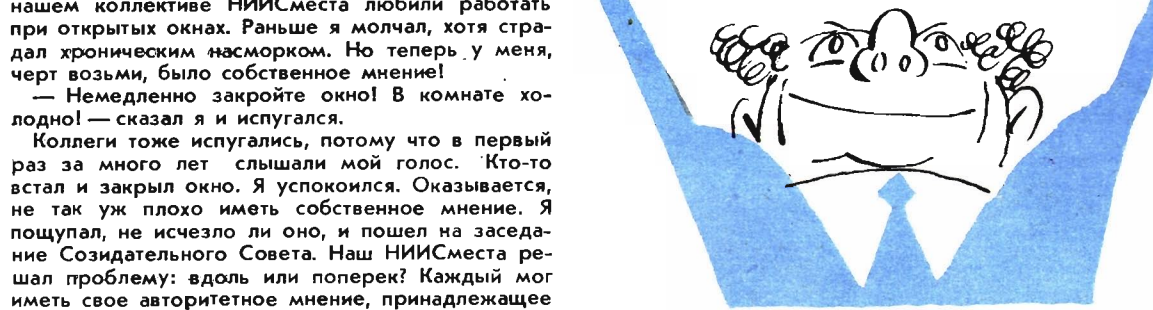 нашем коллективе НИИСместа любили работать
при открытых окнах. Раньше я молчал, хотя стра-
дал хроническим насморком. Но теперь у меня,
черт возьми, было собственное мнение!
— Немедленно закройте окно! В комнате хо-
лодно! — сказал я и испугался.
Коллеги тоже испугались, потому что в первый
раз за много лет слышали мой голос. Кто-то
встал и закрыл окно. Я успокоился. Оказывается,
не так уж плохо иметь собственное мнение. Я
пощупал, не исчезло ли оно, и пошел на заседа-
ние Созидательного Совета. Наш НИИСместа ре-
шал проблему: вдоль или поперек? Каждый мог
иметь свое авторитетное мнение, принадлежащее